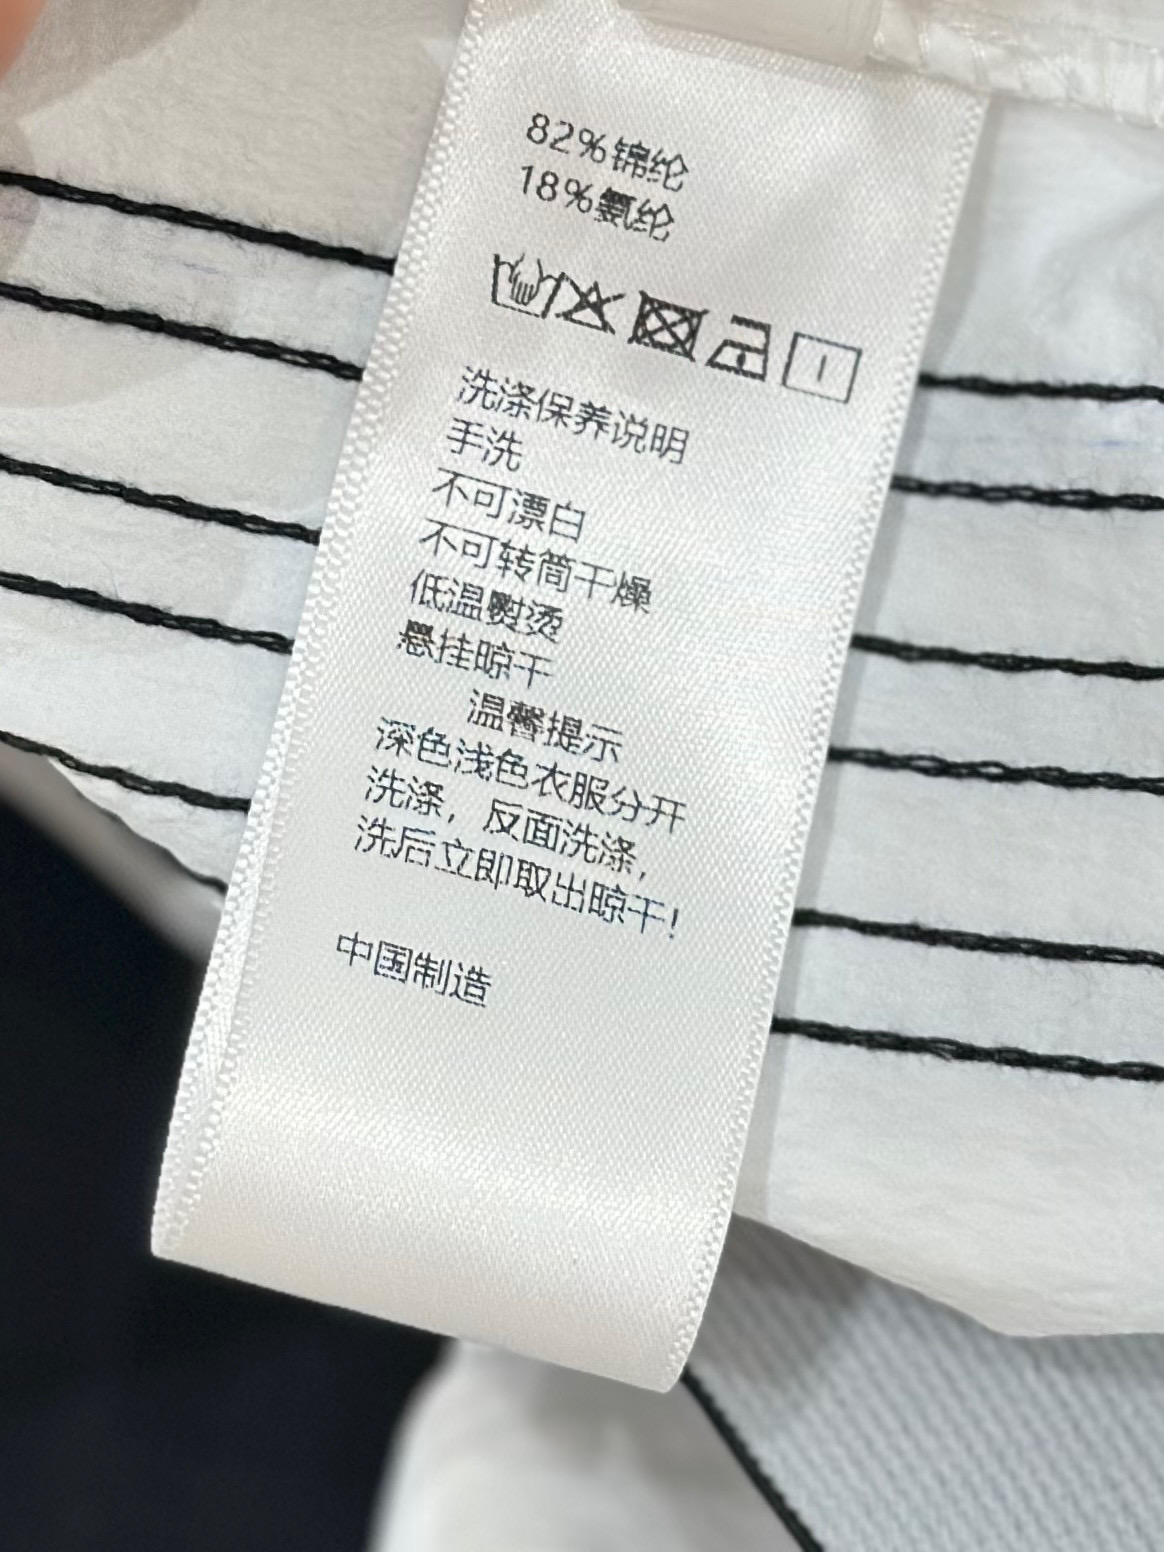 82%锦纶
18%氨纶
洗涤保养说明
手洗
不可漂白
不可转筒干燥
低温熨烫
悬挂晾干
温馨提示
深色浅色衣服分开
洗涤，反面洗涤，
洗后立即取出晾干！
中国制造